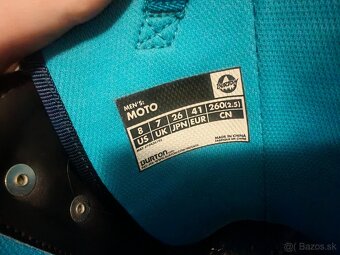 MEN'S:
MOTO
8 7 26 41 260(2.5)
US UK JPN EUR CN
BURTON
MADE IN CHINA
© Bazos.sk